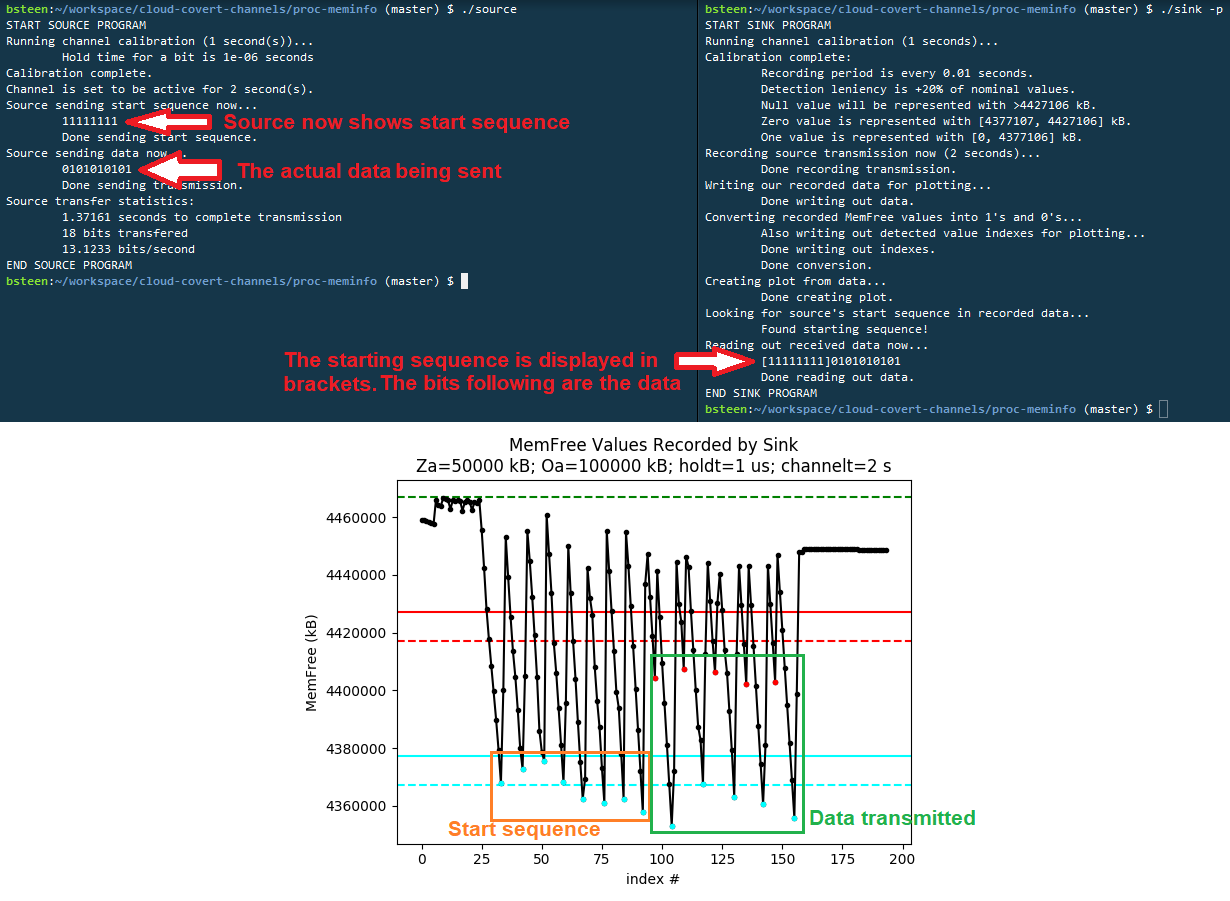 bsteen:~/workspace/cloud-covert-channels/proc-meminfo (master) $ ./source
START SOURCE PROGRAM
Running channel calibration (1 second(s))...
Hold time for a bit is 1e-06 seconds
Calibration complete.
Channel is set to be active for 2 second(s).
Source sending start sequence now...
11111111
Source now shows start sequence
Done sending start sequence.
Source sending data now...
0101010101
The actual data being sent
Done sending transmission.
Source transfer statistics:
1.37161 seconds to complete transmission
18 bits transfered
13.1233 bits/second
END SOURCE PROGRAM
bsteen:~/workspace/cloud-covert-channels/proc-meminfo (master) $
bsteen:~/workspace/cloud-covert-channels/proc-meminfo (master) $ ./sink -p
START SINK PROGRAM
Running channel calibration (1 seconds)...
Calibration complete:
Recording period is every 0.01 seconds.
Detection leniency is +20% of nominal values.
Null value will be represented with >4427106 kB.
Zero value is represented with [4377107, 4427106] kB.
One value is represented with [0, 4377106] kB.
Recording source transmission now (2 seconds)...
Done recording transmission.
Writing our recorded data for plotting...
Done writing out data.
Converting recorded MemFree values into 1's and 0's...
Also writing out detected value indexes for plotting...
Done writing out indexes.
Done conversion.
Creating plot from data...
Done creating plot.
Looking for source's start sequence in recorded data...
Found starting sequence!
Reading out received data now...
[11111111]0101010101
Done reading out data.
END SINK PROGRAM
bsteen:~/workspace/cloud-covert-channels/proc-meminfo (master) $
The starting sequence is displayed in
brackets. The bits following are the data
MemFree Values Recorded by Sink
Za=50000 kB; Oa=100000 kB; holdt=1 us; channelt=2 s
MemFree (kB)
4460000
4440000
4420000
4400000
4380000
4360000
Start sequence
Data transmitted
0 25 50 75 100 125 150 175 200
index #